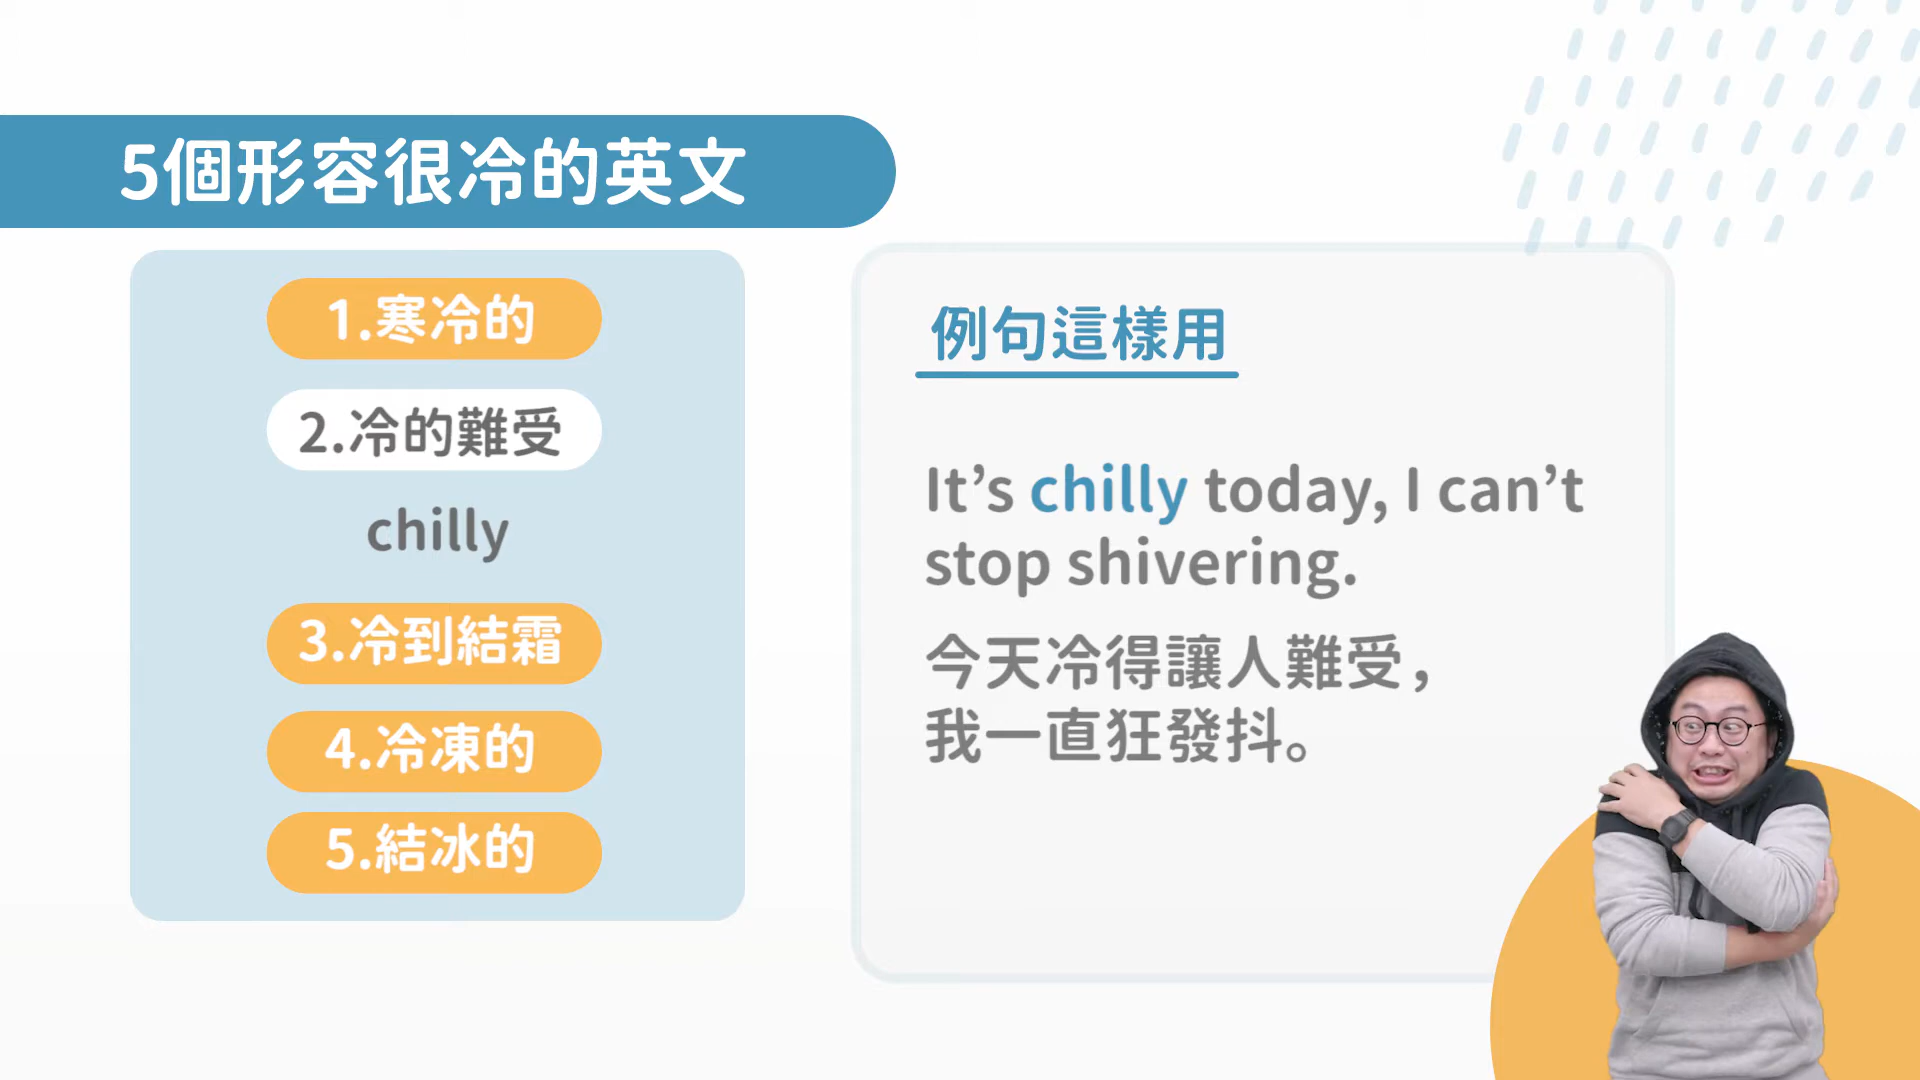 5個形容很冷的英文
1.寒冷的
2.冷的難受
chilly
3.冷到結霜
4.冷凍的
5.結冰的
例句這樣用
It’s chilly today, I can’t
stop shivering.
今天冷得讓人難受，
我一直狂發抖。